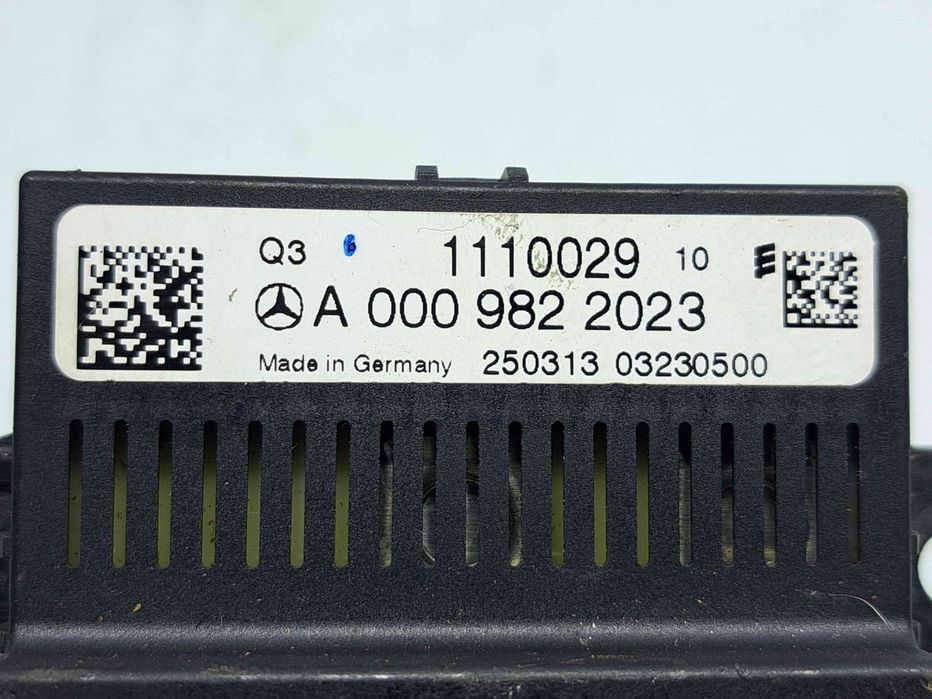 Q3 6 1110029 10
A 000 982 2023
Made in Germany 250313 03230500